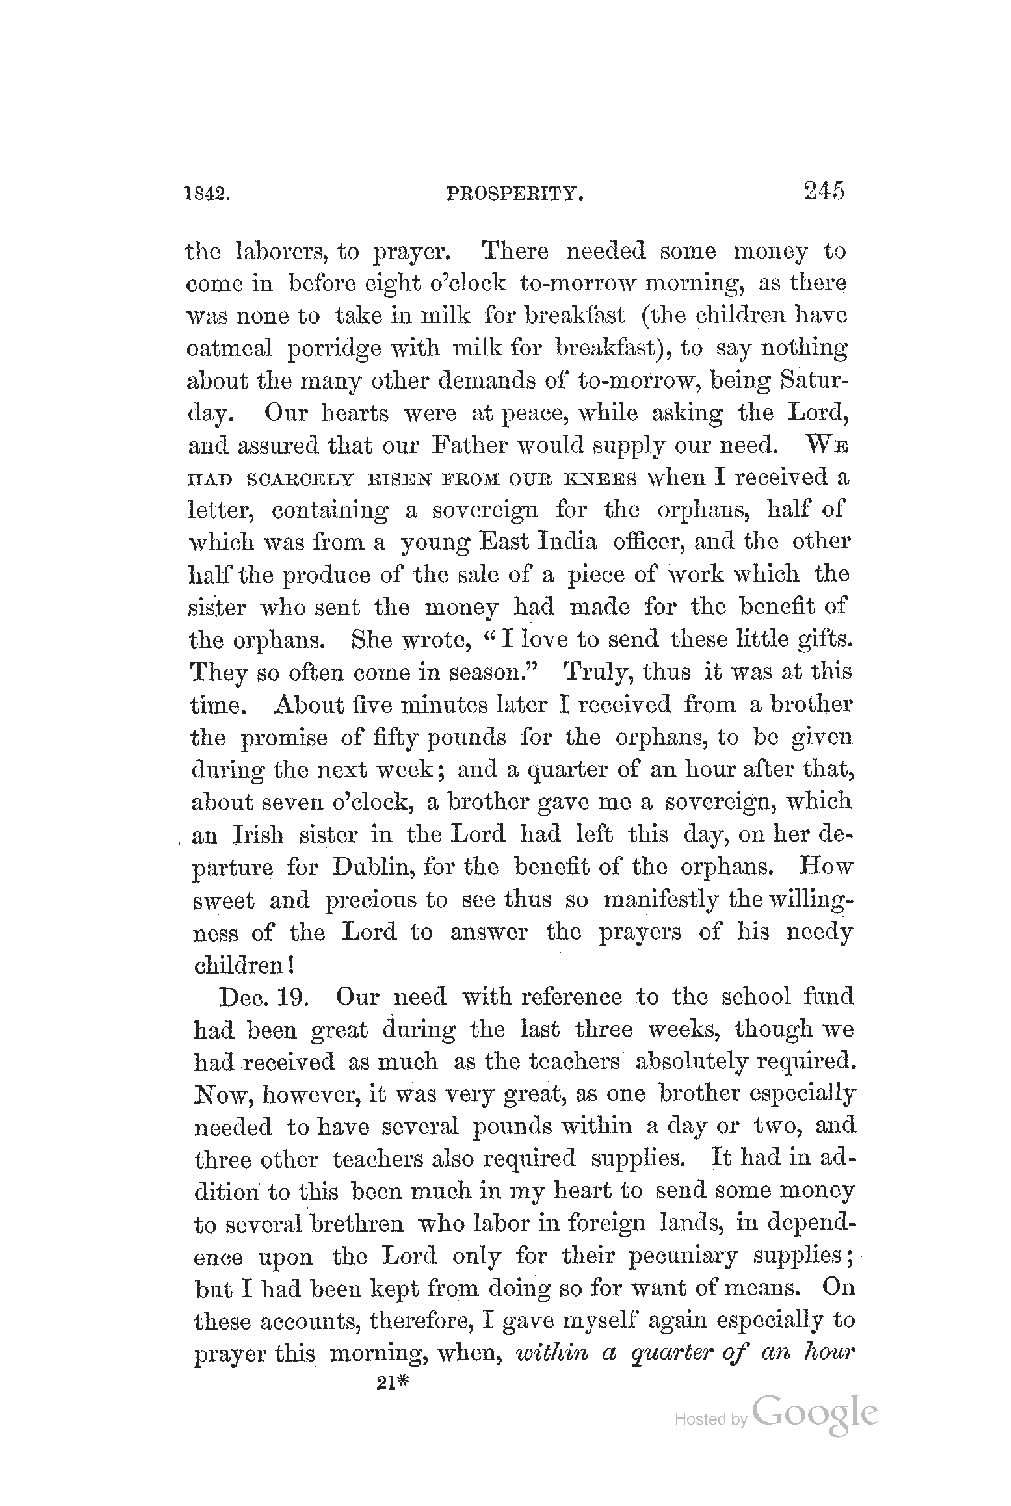 1842. PROSPERITY. 245
the laborers, to prayer. There needed some money to
come in before eight o'clock to-morrow morning, as there
was none to take in milk for breakfast (the children have
oatmeal porridge with milk for breakfast), to say nothing
about the many other demands of to-morrow, being Satur-
day. Our hearts were at peace, while asking the Lord,
and assured that our Father would supply our need. WE
HAD SCARCELY RISEN FROM OUR KNEES when I received a
letter, containing a sovereign for the orphans, half of
which was from a young East India officer, and the other
half the produce of the sale of a piece of work which the
sister who sent the money had made for the benefit of
the orphans. She wrote, "I love to send these little gifts.
They so often come in season." Truly, thus it was at this
time. About five minutes later I received from a brother
the promise of fifty pounds for the orphans, to be given
during the next week; and a quarter of an hour after that,
about seven o'clock, a brother gave me a sovereign, which
an Irish sister in the Lord had left this day, on her de-
parture for Dublin, for the benefit of the orphans. How
sweet and precious to see thus so manifestly the willing-
ness of the Lord to answer the prayers of his needy
children!
Dec. 19. Our need with reference to the school fund
had been great during the last three weeks, though we
had received as much as the teachers absolutely required.
Now, however, it was very great, as one brother especially
needed to have several pounds within a day or two, and
three other teachers also required supplies. It had in ad-
dition to this been much in my heart to send some money
to several brethren who labor in foreign lands, in depend-
ence upon the Lord only for their pecuniary supplies;
but I had been kept from doing so for want of means. On
these accounts, therefore, I gave myself again especially to
prayer this morning, when, within a quarter of an hour
21*
Hosted by Google